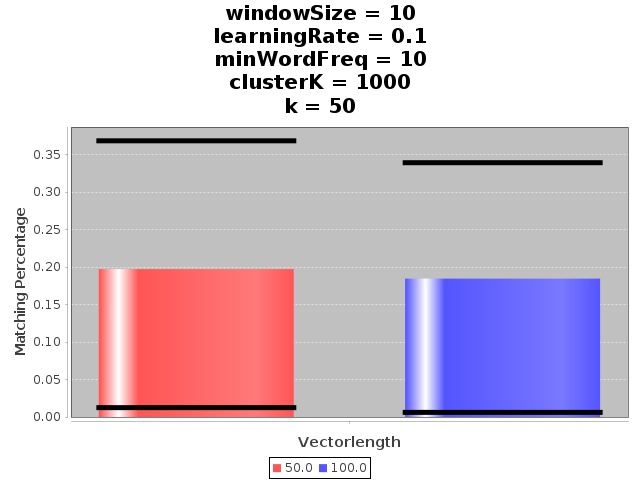 windowSize = 10
learningRate = 0.1
minWordFreq = 10
clusterK = 1000
k = 50
Matching Percentage
0.35
0.30
0.25
0.20
0.15
0.10
0.05
0.00
Vectorlength
50.0 100.0